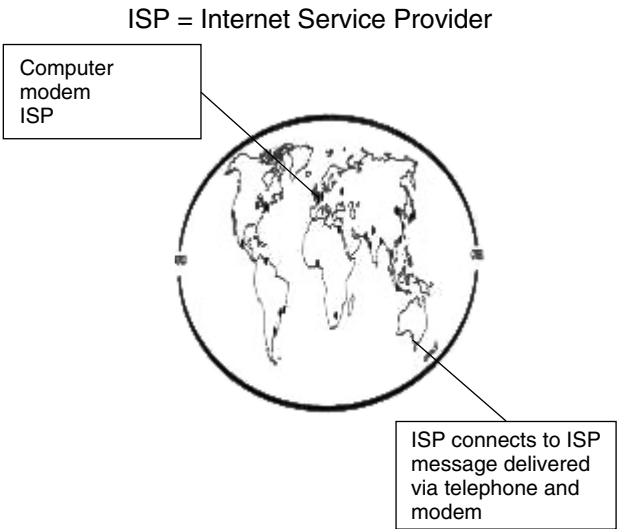 ISP = Internet Service Provider
Computer
modem
ISP
ISP connects to ISP
message delivered
via telephone and
modem